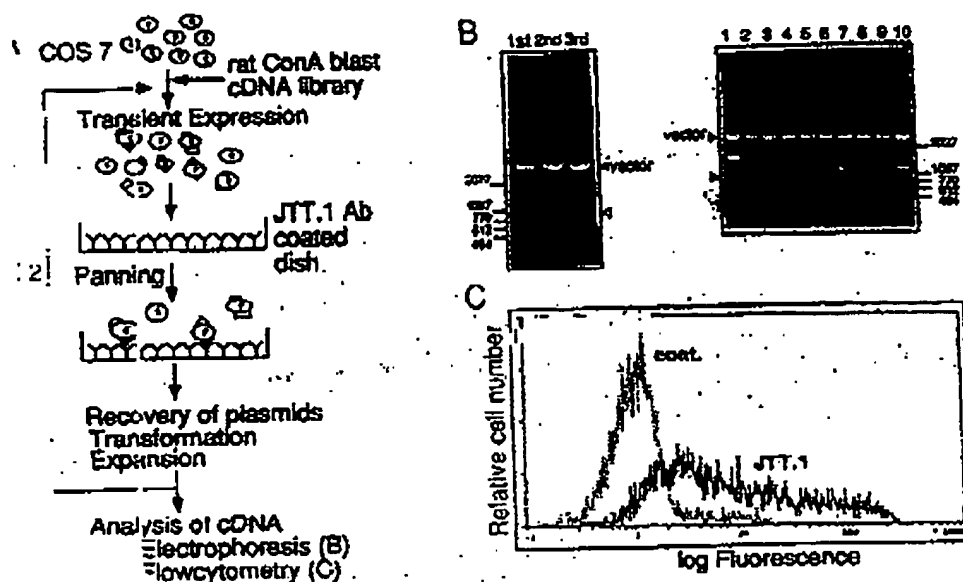 COS 7
rat ConA blast
cDNA library
Transient Expression
JTT.1 Ab
coated
dish.
Panning
Recovery of plasmids
Transformation
Expansion
Analysis of cDNA
lectrophoresis (B)
lowcytometry (C)
B
1st 2nd 3rd
vector
1 2 3 4 5 6 7 8 9 10
vector
C
Relative cell number
cont.
JTT.1
log Fluorescence